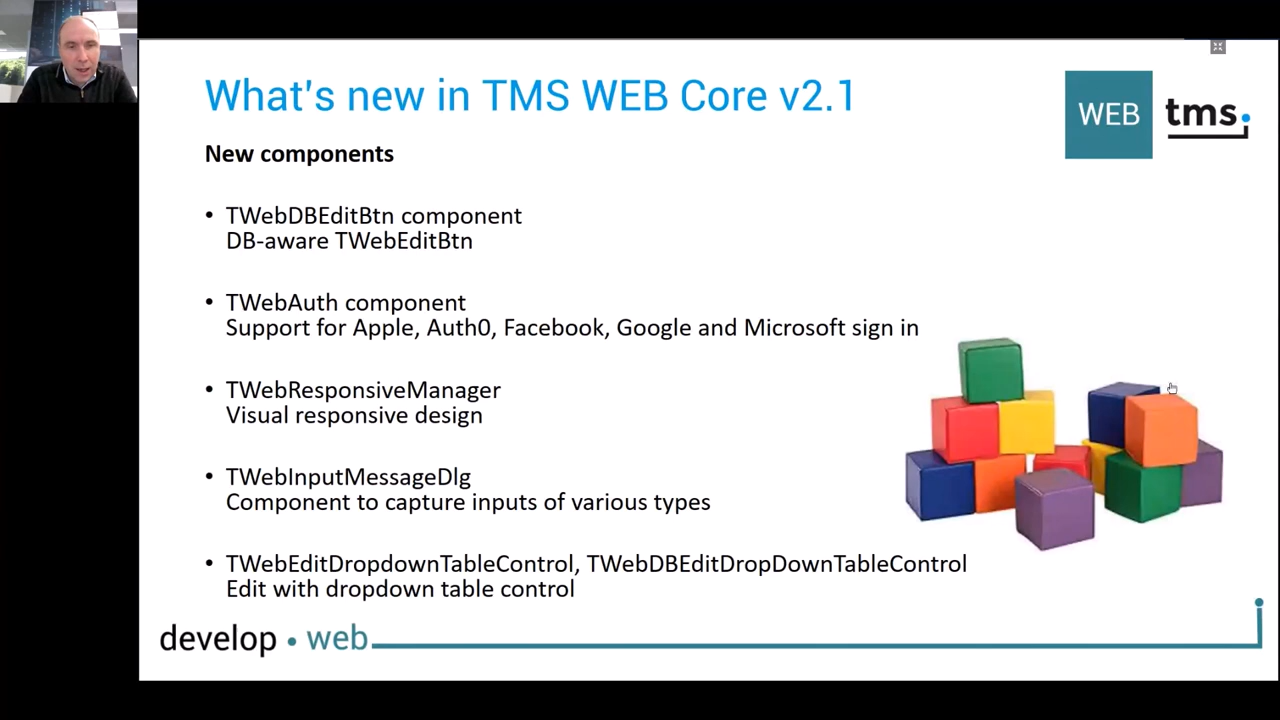 What's new in TMS WEB Core v2.1
WEB
tms.
New components
• TWebDBEditBtn component
DB-aware TWebEditBtn
• TWebAuth component
Support for Apple, Auth0, Facebook, Google and Microsoft sign in
• TWebResponsiveManager
Visual responsive design
• TWebInputMessageDlg
Component to capture inputs of various types
• TWebEditDropdownTableControl, TWebDBEditDropDownTableControl
Edit with dropdown table control
develop • web